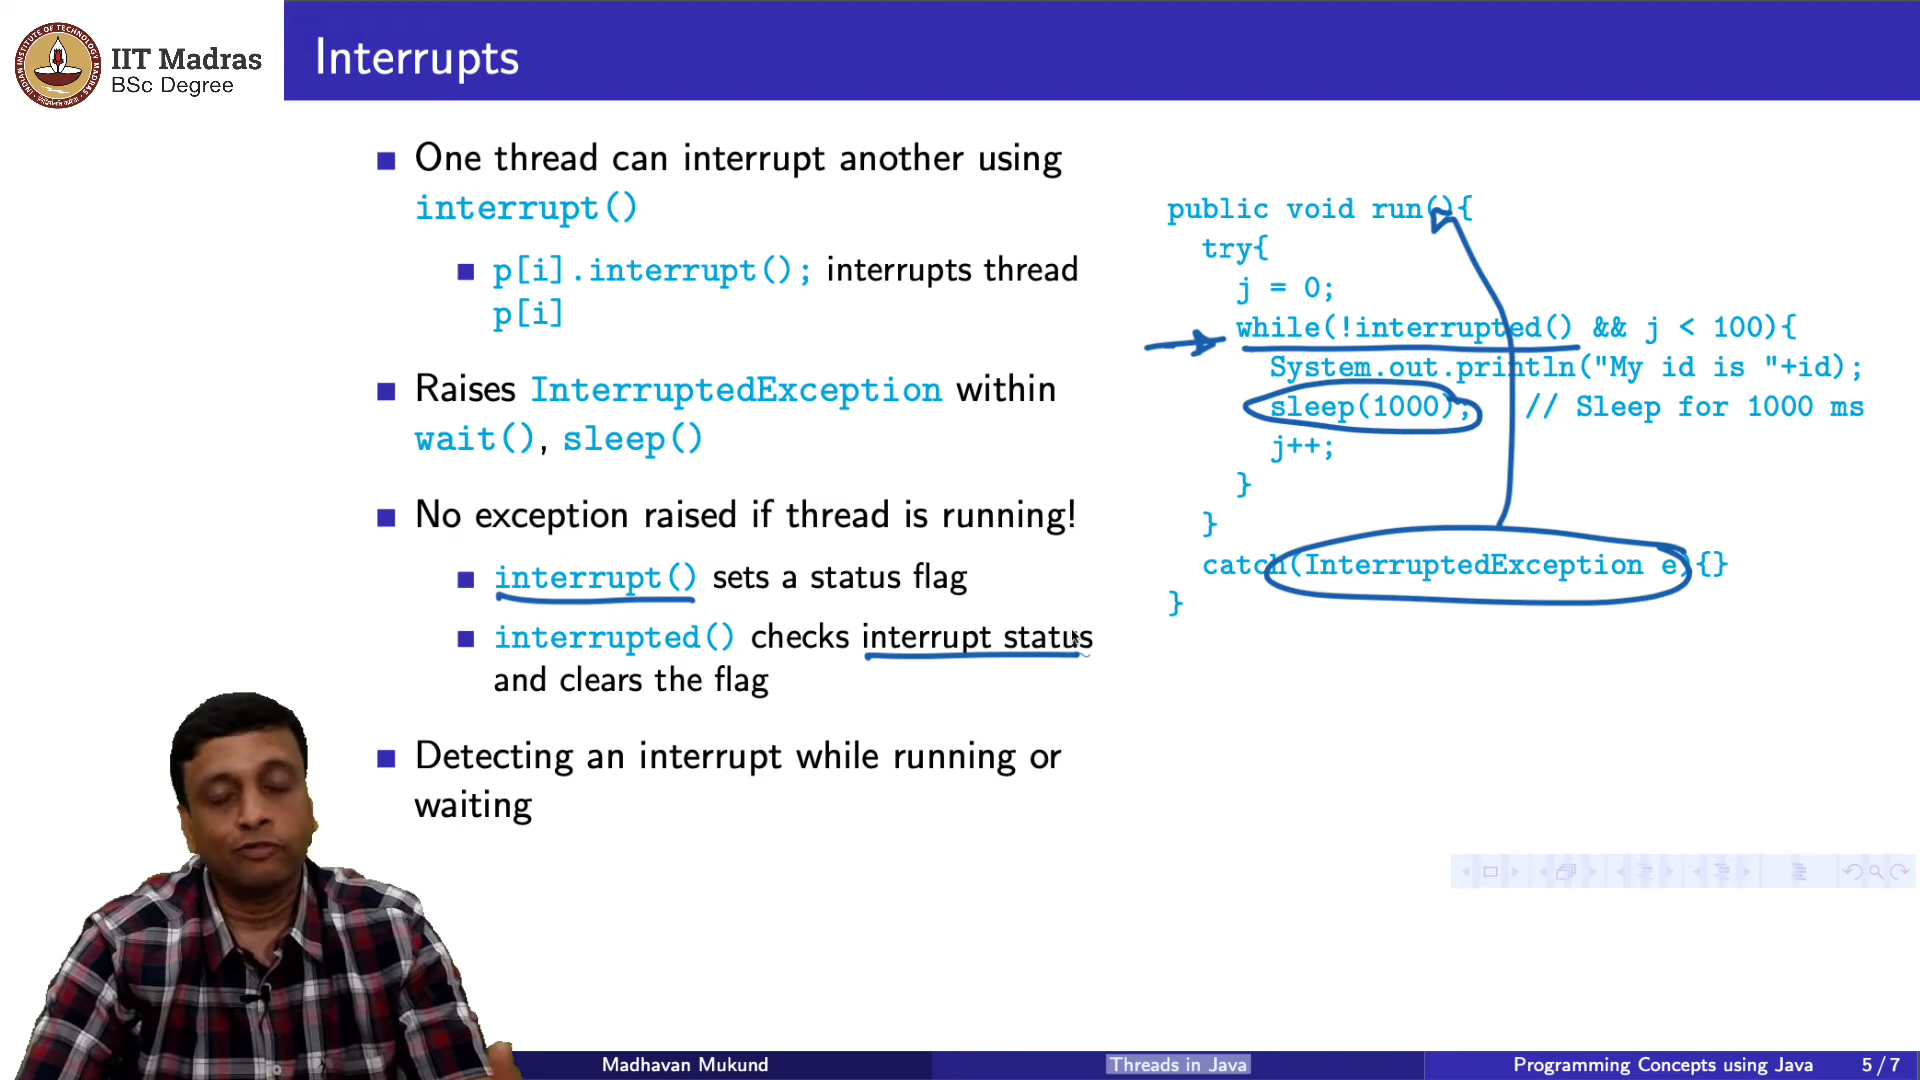 IIT Madras
BSc Degree
Interrupts
One thread can interrupt another using
interrupt()
p[i].interrupt(); interrupts thread
p[i]
Raises InterruptedException within
wait(), sleep()
No exception raised if thread is running!
interrupt() sets a status flag
interrupted() checks interrupt status
and clears the flag
Detecting an interrupt while running or
waiting
public void run(){
try{
j = 0;
while(!interrupted() && j < 100){
System.out.println("My id is "+id);
sleep(1000); // Sleep for 1000 ms
j++;
}
}
catch(InterruptedException e){}
}
Madhavan Mukund
Threads in Java
Programming Concepts using Java
5 / 7